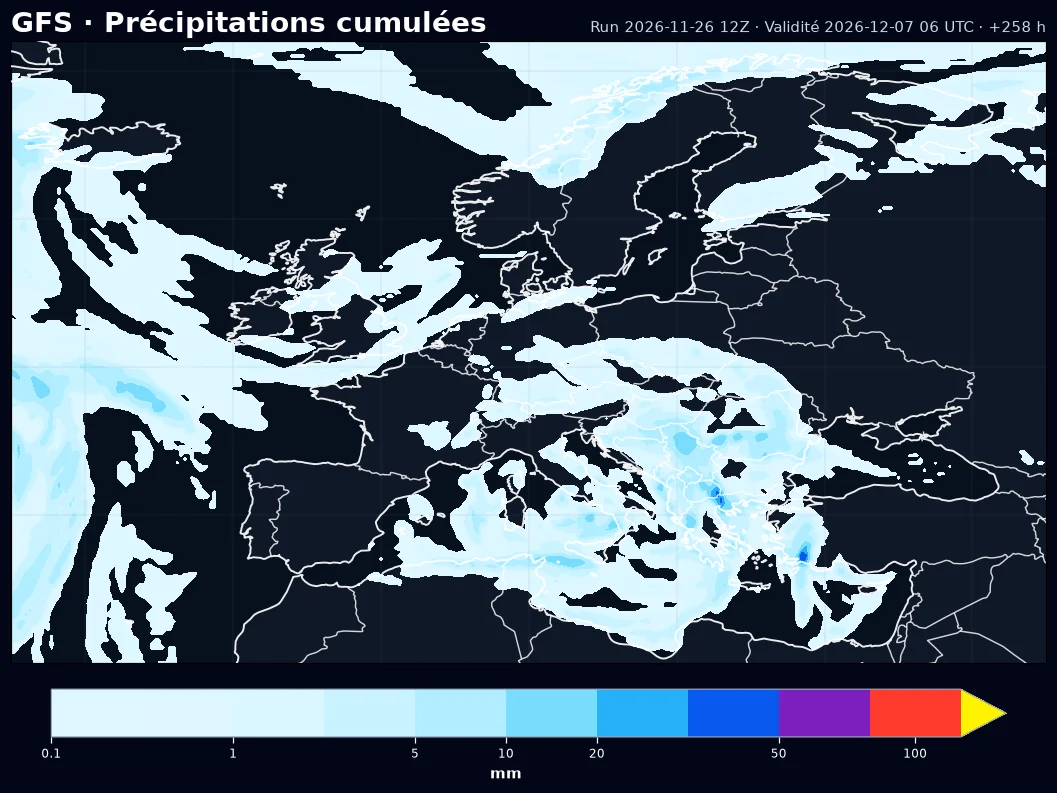 GFS · Précipitations cumulées
Run 2026-11-26 12Z · Validité 2026-12-07 06 UTC · +258 h
0.1 1 5 10 20 50 100
mm